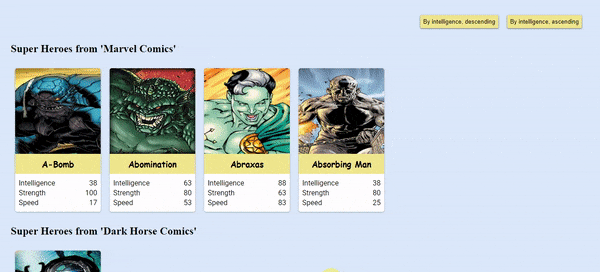 By intelligence, descending By intelligence, ascending
Super Heroes from 'Marvel Comics'
A-Bomb Abomination Abraxas Absorbing Man
Intelligence 38 Intelligence 63 Intelligence 88 Intelligence 38
Strength 100 Strength 80 Strength 63 Strength 80
Speed 17 Speed 53 Speed 83 Speed 25
Super Heroes from 'Dark Horse Comics'